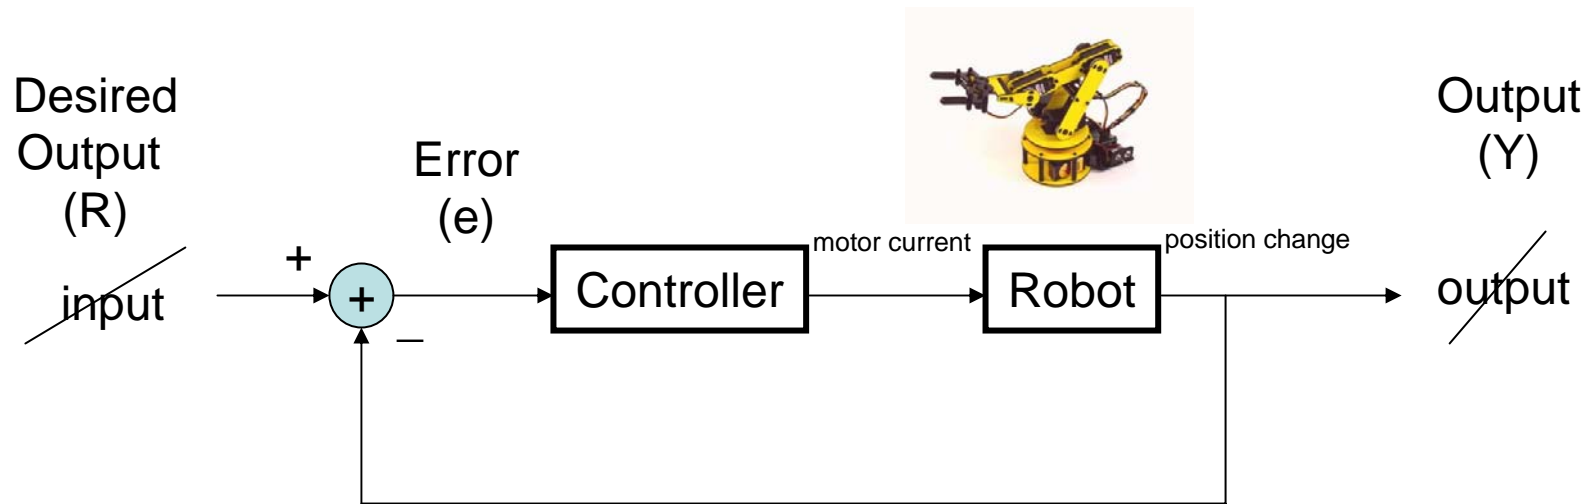 Desired
Output
(R)
input
+
+
–
Error
(e)
Controller
motor current
Robot
position change
Output
(Y)
output